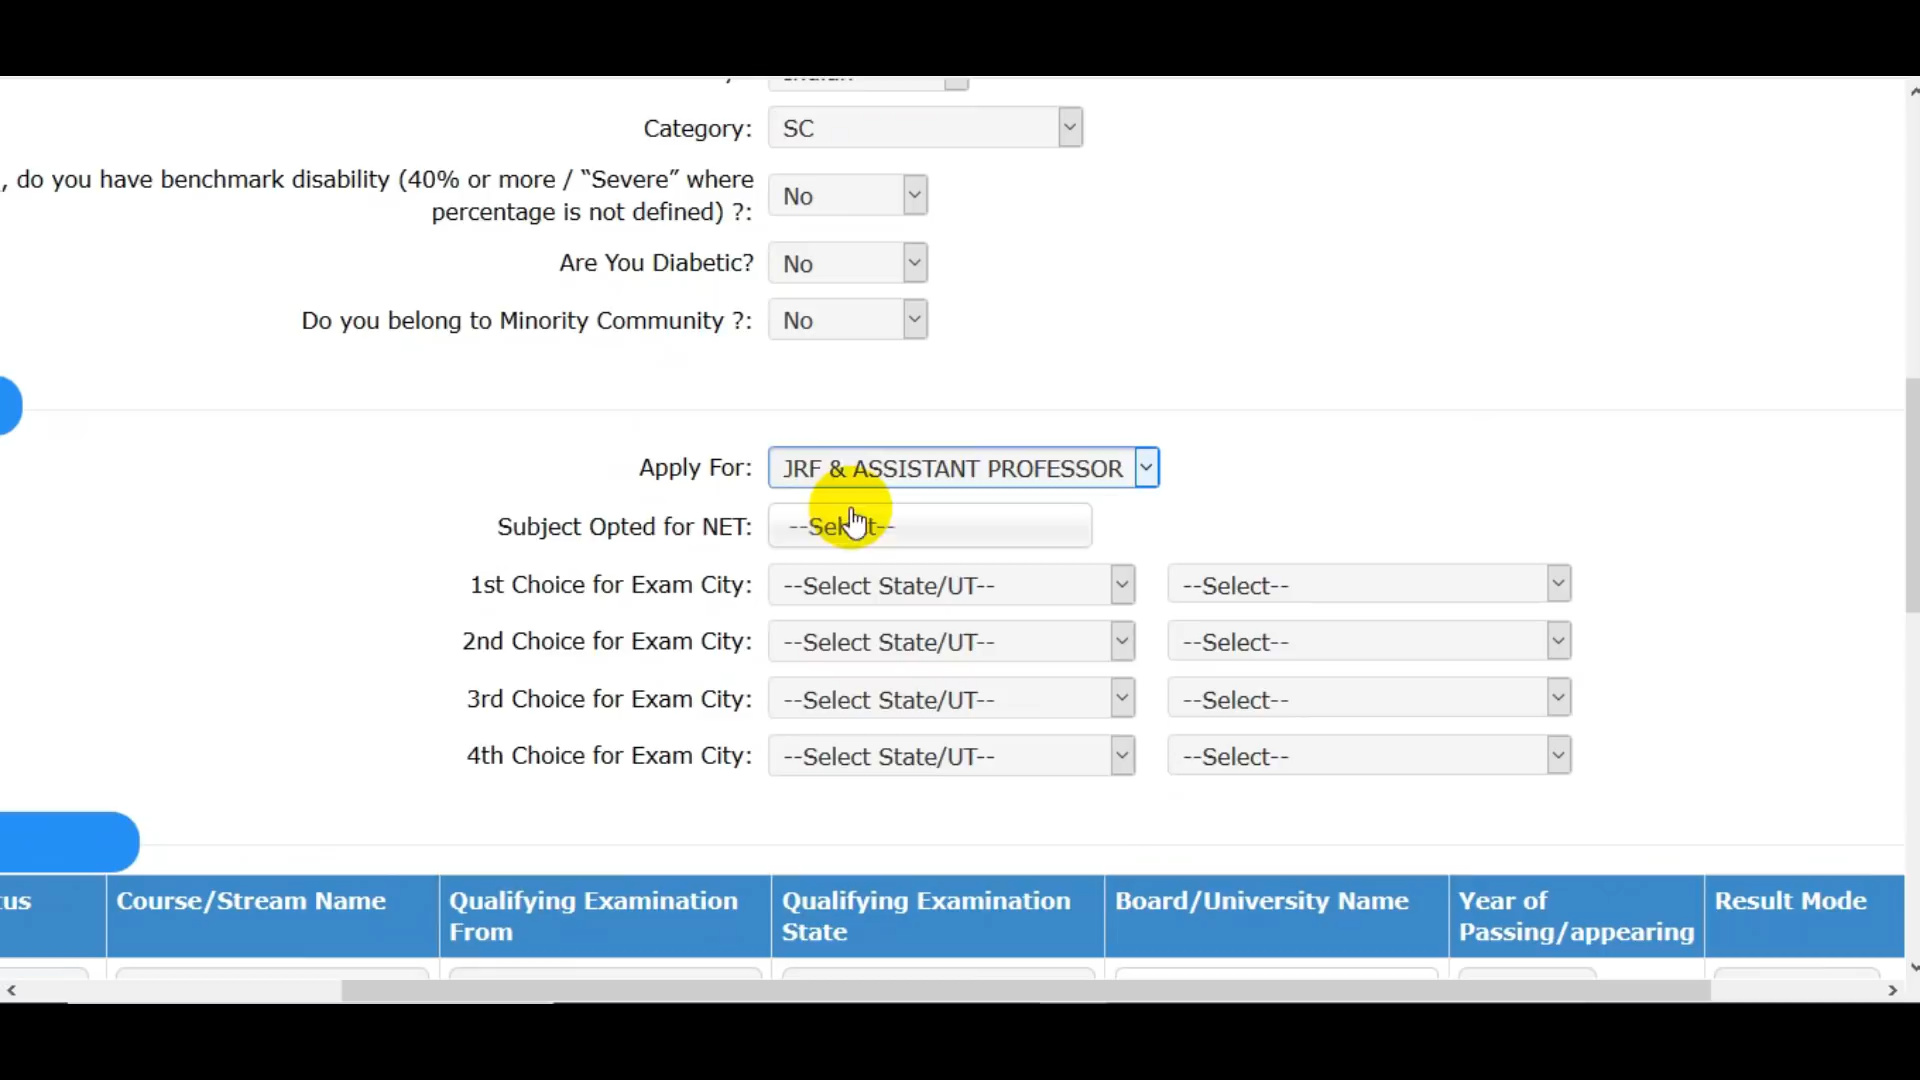 Category: SC
, do you have benchmark disability (40% or more / “Severe” where
percentage is not defined) ?: No
Are You Diabetic? No
Do you belong to Minority Community ?: No
Apply For: JRF & ASSISTANT PROFESSOR
Subject Opted for NET: --Select--
1st Choice for Exam City: --Select State/UT-- --Select--
2nd Choice for Exam City: --Select State/UT-- --Select--
3rd Choice for Exam City: --Select State/UT-- --Select--
4th Choice for Exam City: --Select State/UT-- --Select--
Course/Stream Name
Qualifying Examination
From
Qualifying Examination
State
Board/University Name
Year of
Passing/appearing
Result Mode